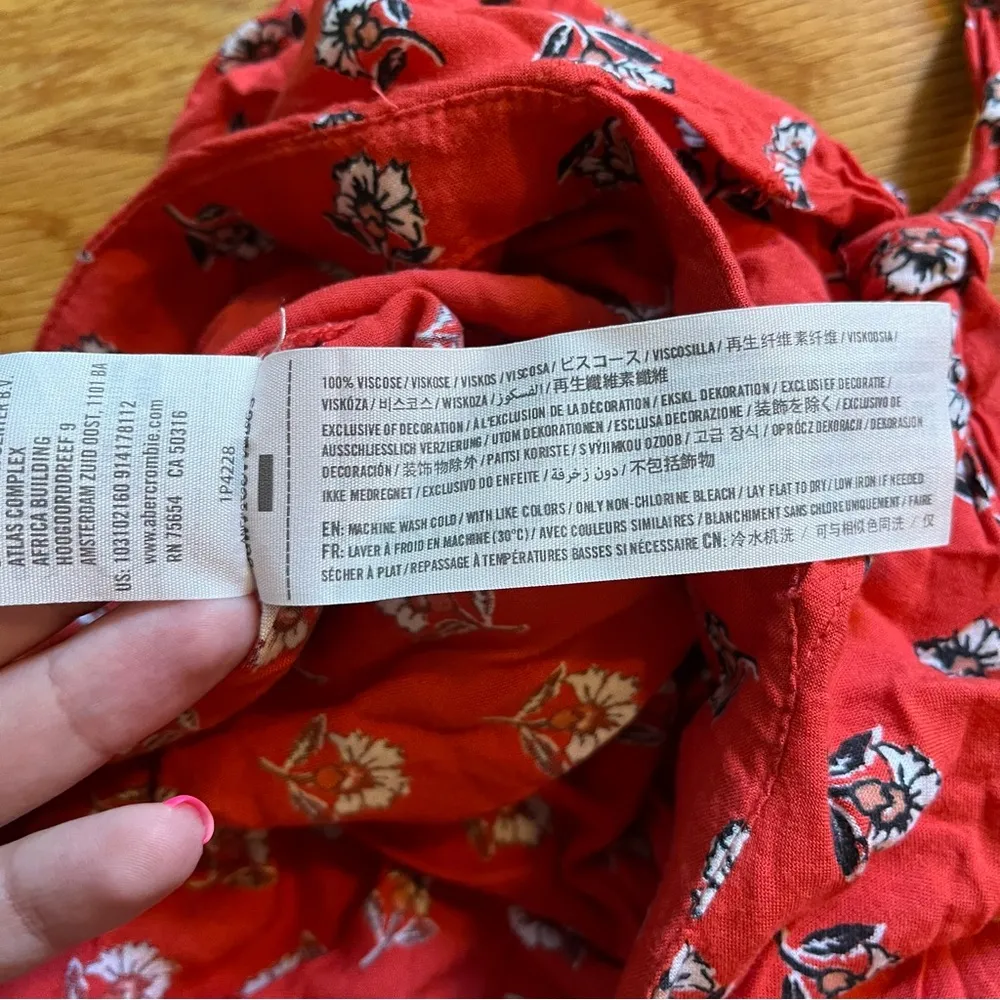 ATLAS COMPLEX
AFRICA BUILDING
HOOGOORDDREEF 9
AMSTERDAM ZUID OOST, 1101 BA
US: 103102160 914178112
www.abercrombie.com
RN 75654 CA 50316
1P4228
100% VISCOSE / VISKOSE / VISKOS / VISCOSA / ビスコース / VISCOSILLA / 再生纤维素纤维 / VISKOOSIA /
VISKÓZA / 비스코스 / WISKOZA / الفسكوز / 再生纖維素纖維
EXCLUSIVE OF DECORATION / À L'EXCLUSION DE LA DÉCORATION / EKSKL. DEKORATION / EXCLUSIEF DECORATIE /
AUSSCHLIESSLICH VERZIERUNG / UTOM DEKORATIONEN / ESCLUSA DECORAZIONE / 装飾を除く / EXCLUSIVO DE
DECORACIÓN / 装饰物除外 / PAITSI KORISTE / S VÝJIMKOU OZDOB / 고급 장식 / OPRÓCZ DEKORACJI / DEKORASJON
IKKE MEDREGNET / EXCLUSIVO DO ENFEITE / دون زخرفة / 不包括飾物
EN: MACHINE WASH COLD / WITH LIKE COLORS / ONLY NON-CHLORINE BLEACH / LAY FLAT TO DRY / LOW IRON IF NEEDED
FR: LAVER À FROID EN MACHINE (30°C) / AVEC COULEURS SIMILAIRES / BLANCHIMENT SANS CHLORE UNIQUEMENT / FAIRE
SÉCHER À PLAT / REPASSAGE À TEMPÉRATURES BASSES SI NÉCESSAIRE CN: 冷水机洗 / 可与相似色同洗 / 仅